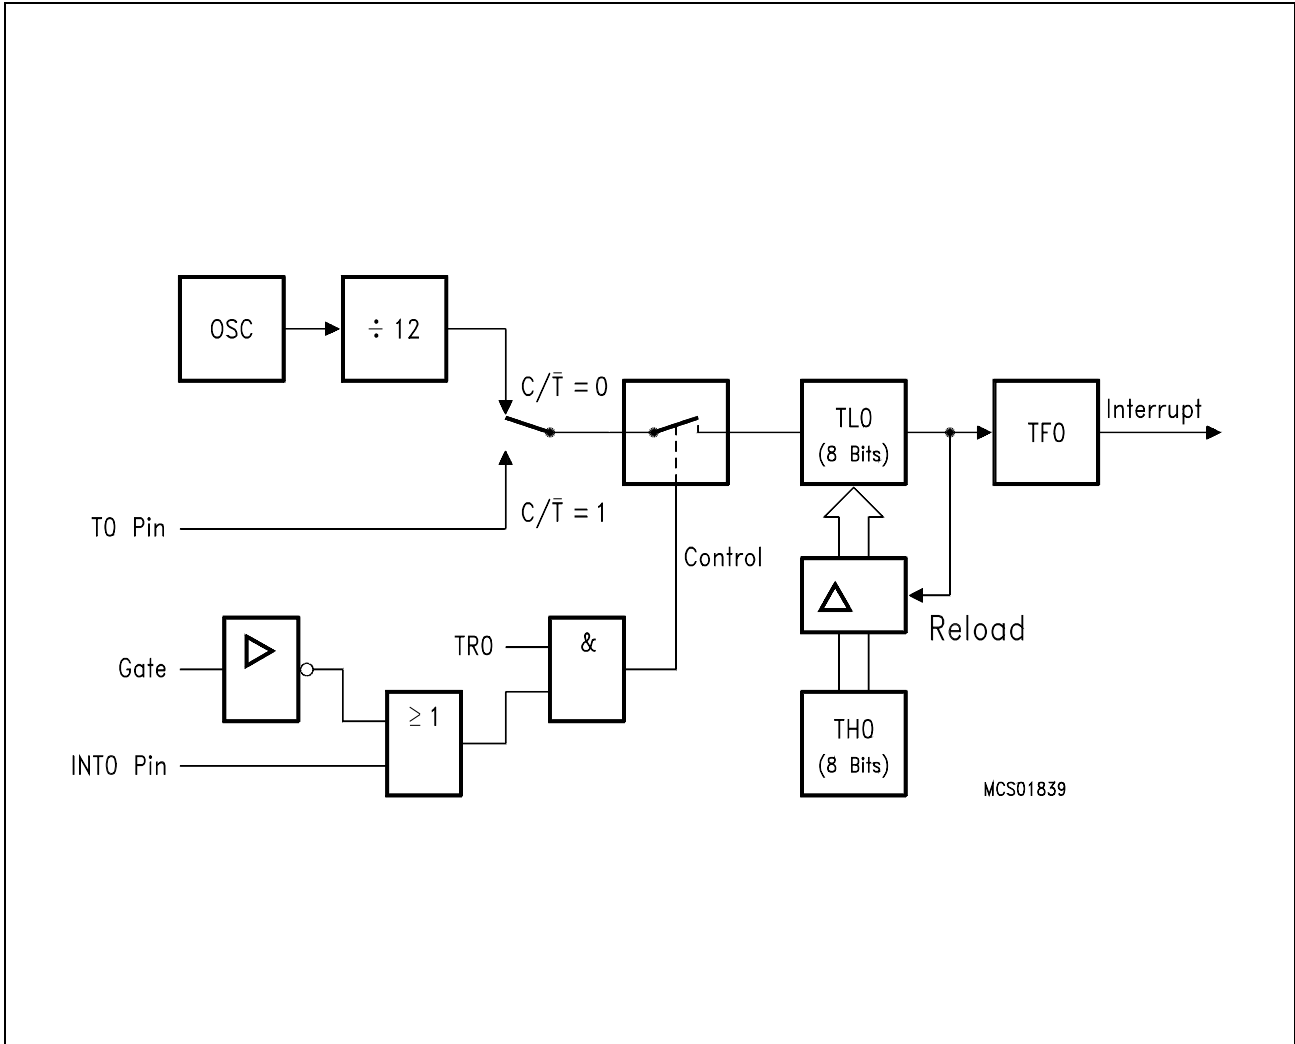 OSC
÷ 12
C/T̅ = 0
TL0
(8 Bits)
TF0
Interrupt
T0 Pin
C/T̅ = 1
Control
Reload
Gate
TR0
&
≥ 1
INT0 Pin
TH0
(8 Bits)
MCS01839